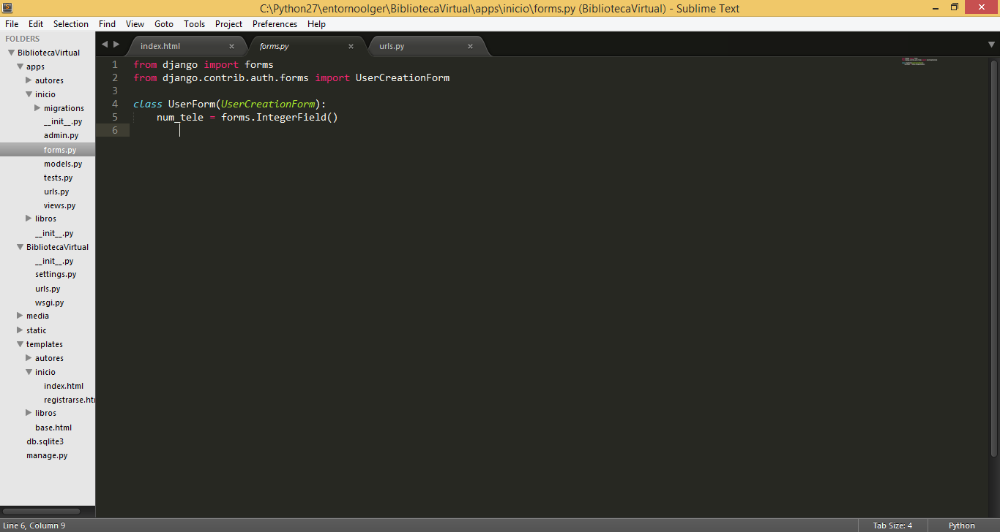 C:\Python27\entornoolger\BibliotecaVirtual\apps\inicio\forms.py (BibliotecaVirtual) - Sublime Text
File Edit Selection Find View Goto Tools Project Preferences Help
FOLDERS
BibliotecaVirtual
apps
autores
inicio
migrations
__init__.py
admin.py
forms.py
models.py
tests.py
urls.py
views.py
libros
__init__.py
BibliotecaVirtual
__init__.py
settings.py
urls.py
wsgi.py
media
static
templates
autores
inicio
index.html
registrarse.htm
libros
base.html
db.sqlite3
manage.py
index.html forms.py urls.py
1 from django import forms
2 from django.contrib.auth.forms import UserCreationForm
3
4 class UserForm(UserCreationForm):
5 num_tele = forms.IntegerField()
6
Line 6, Column 9 Tab Size: 4 Python